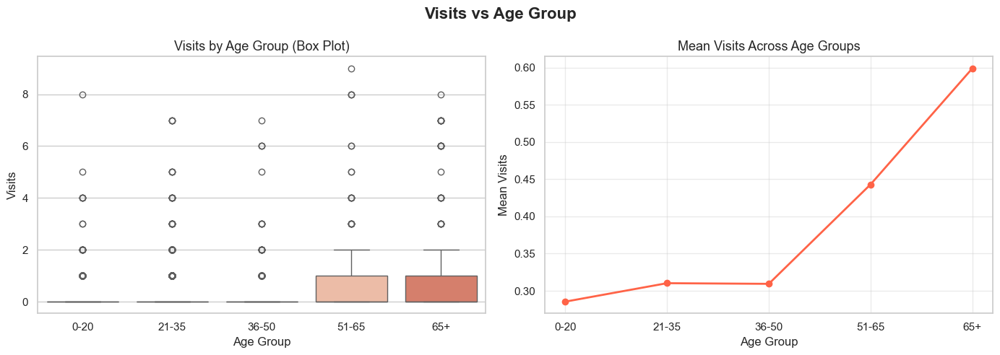 Visits vs Age Group
Visits by Age Group (Box Plot)
Visits
8
6
4
2
0
0-20 21-35 36-50 51-65 65+
Age Group
Mean Visits Across Age Groups
Mean Visits
0.60
0.55
0.50
0.45
0.40
0.35
0.30
0-20 21-35 36-50 51-65 65+
Age Group